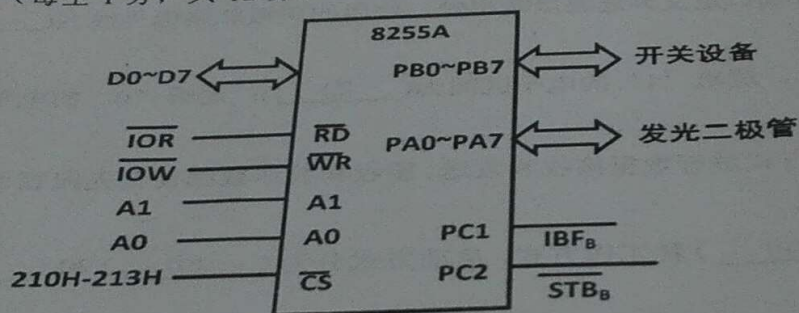 8255A
D0~D7
PB0~PB7
开关设备
IOR
RD
PA0~PA7
发光二极管
IOW
WR
A1
A1
A0
A0
PC1
IBFB
210H-213H
CS
PC2
STBB